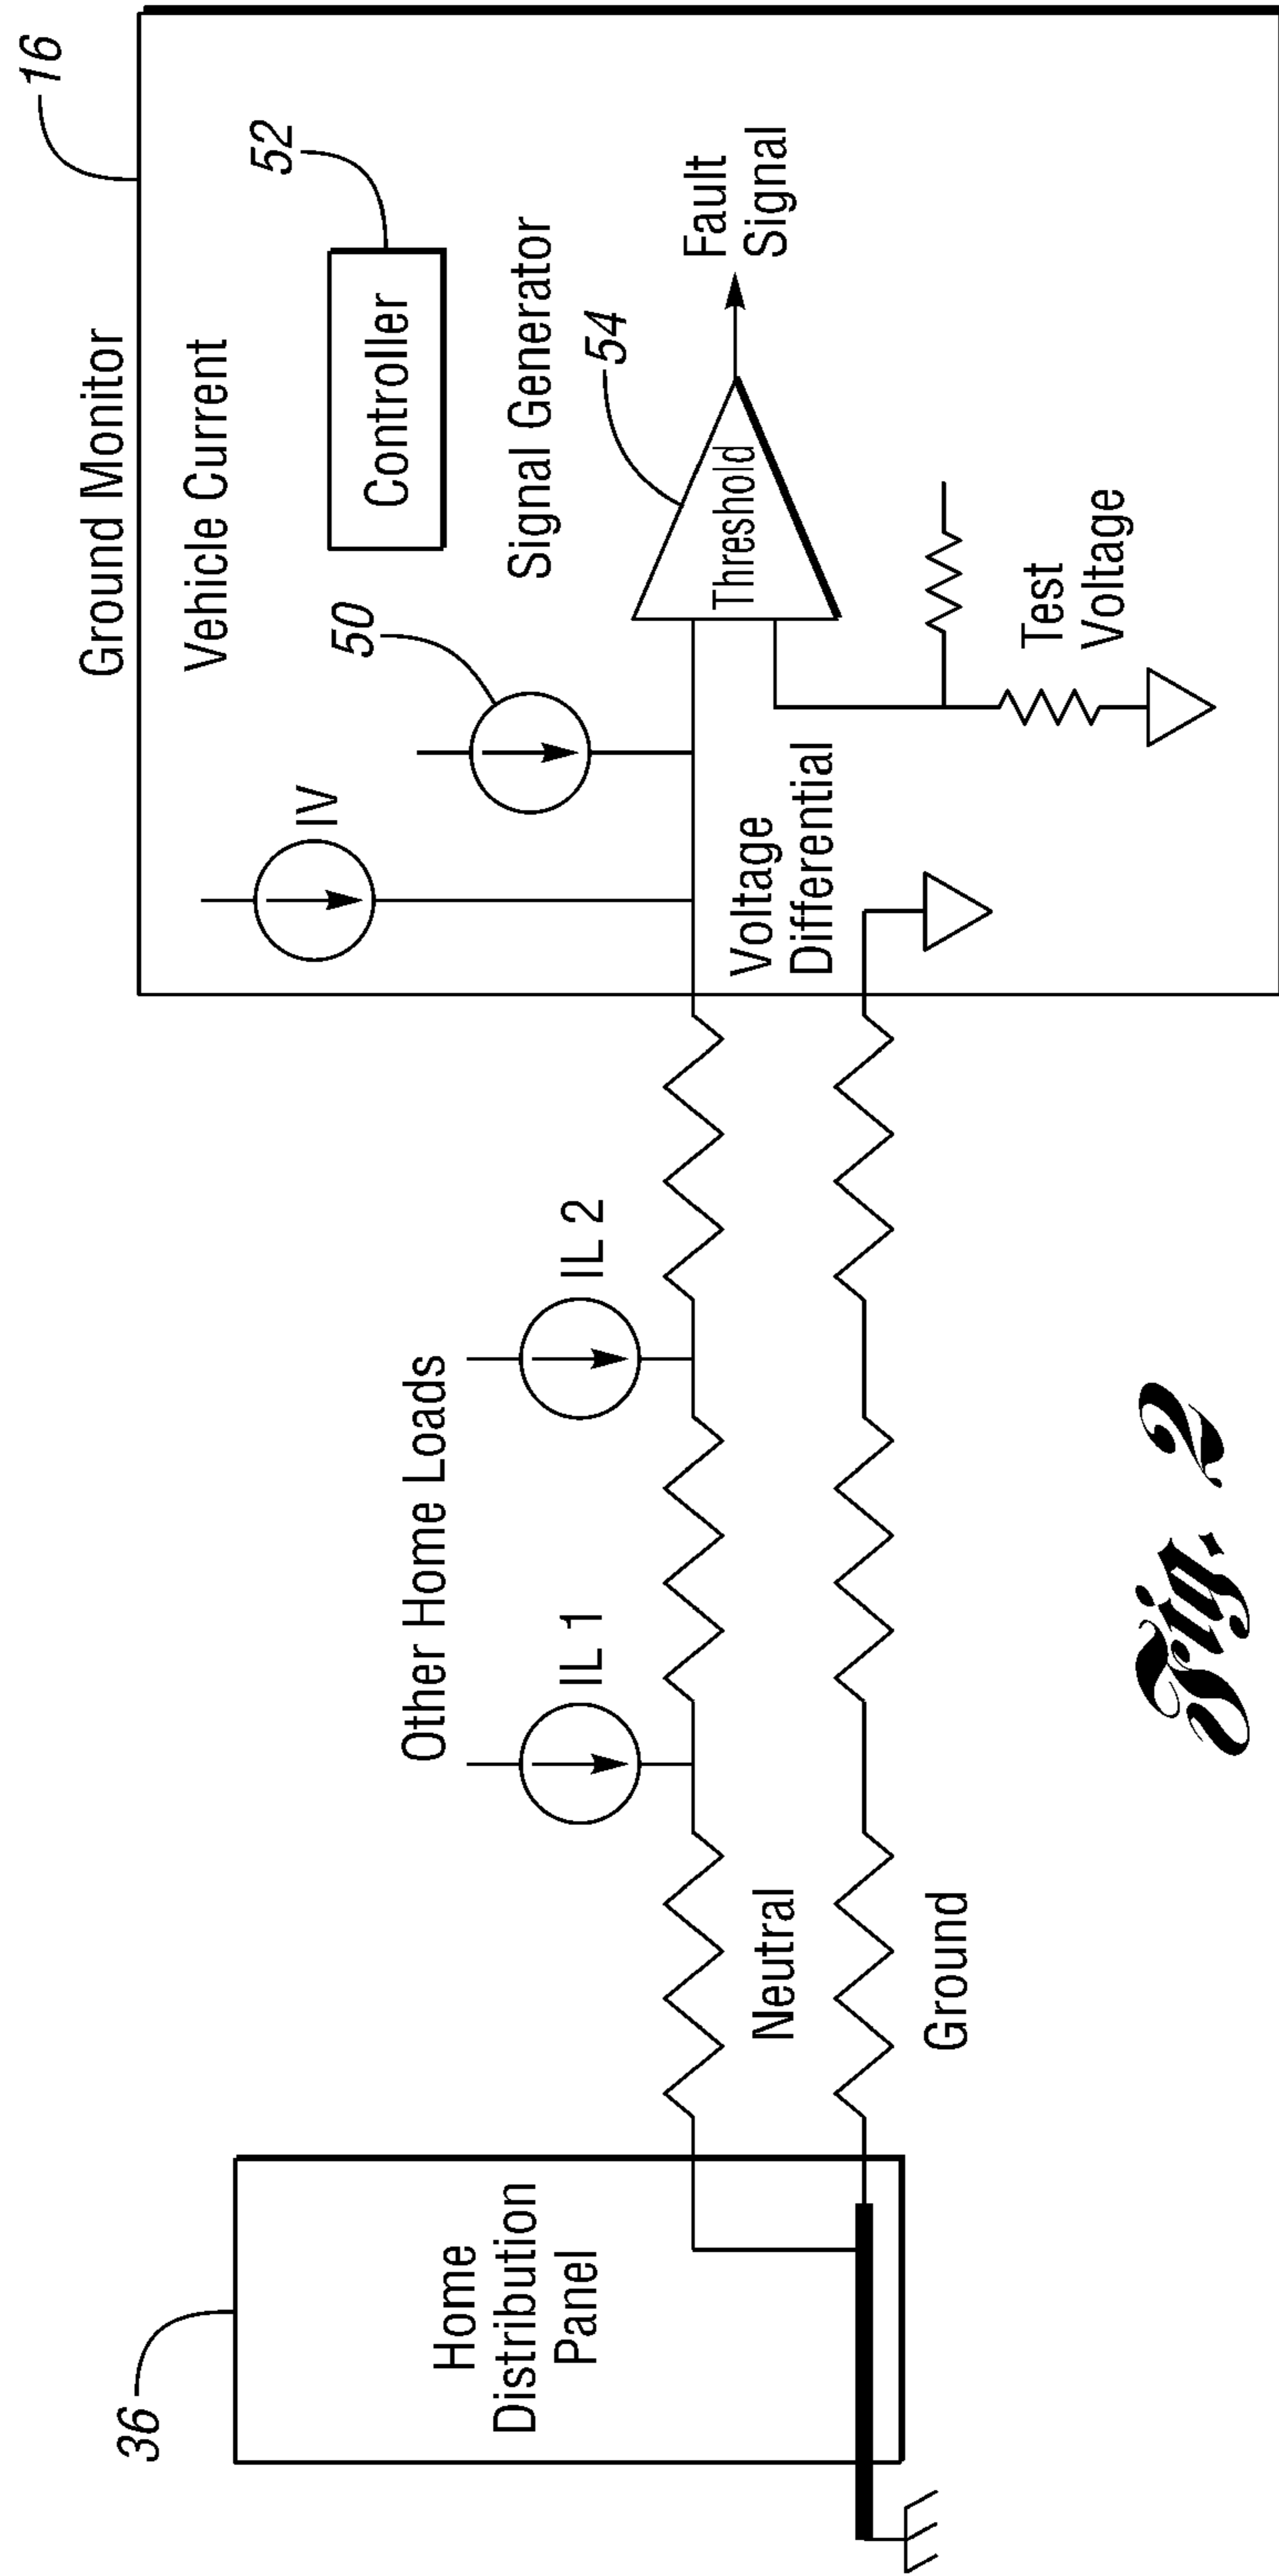 36
Home
Distribution
Panel
Other Home Loads
IL 1
IL 2
Neutral
Ground
Ground Monitor
16
Vehicle Current
IV
50
Controller
52
Signal Generator
54
Threshold
Fault
Signal
Voltage
Differential
Test
Voltage
Fig. 2